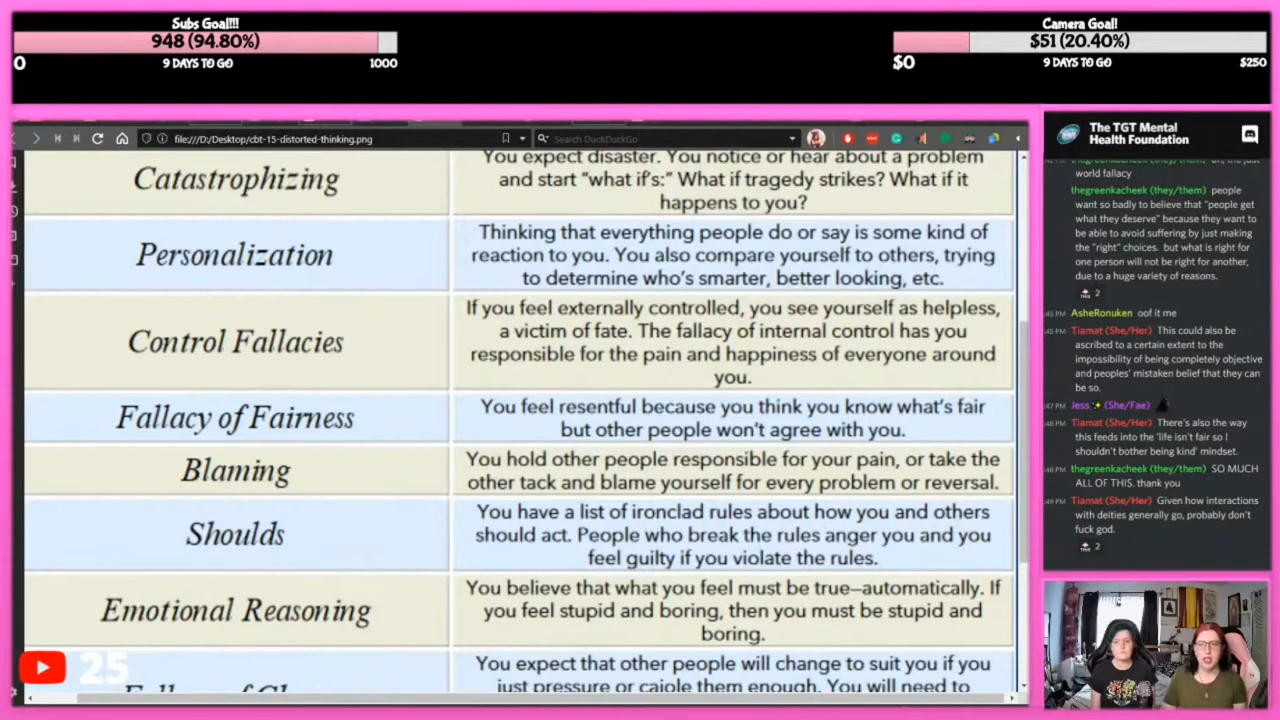 Subs Goal!!!
948 (94.80%)
0
9 DAYS TO GO
1000
Camera Goal!
$51 (20.40%)
$0
9 DAYS TO GO
$250
file:///D:/Desktop/cbt-15-distorted-thinking.png
Search DuckDuckGo
Catastrophizing
You expect disaster. You notice or hear about a problem
and start “what if's:” What if tragedy strikes? What if it
happens to you?
Personalization
Thinking that everything people do or say is some kind of
reaction to you. You also compare yourself to others, trying
to determine who's smarter, better looking, etc.
Control Fallacies
If you feel externally controlled, you see yourself as helpless,
a victim of fate. The fallacy of internal control has you
responsible for the pain and happiness of everyone around
you.
Fallacy of Fairness
You feel resentful because you think you know what's fair
but other people won't agree with you.
Blaming
You hold other people responsible for your pain, or take the
other tack and blame yourself for every problem or reversal.
Shoulds
You have a list of ironclad rules about how you and others
should act. People who break the rules anger you and you
feel guilty if you violate the rules.
Emotional Reasoning
You believe that what you feel must be true—automatically. If
you feel stupid and boring, then you must be stupid and
boring.
You expect that other people will change to suit you if you
just pressure or cajole them enough. You will need to
25
The TGT Mental
Health Foundation
thegreenkacheek (they/them) the just
world fallacy
thegreenkacheek (they/them) people
want so badly to believe that "people get
what they deserve" because they want to
be able to avoid suffering by just making
the "right" choices. but what is right for
one person will not be right for another,
due to a huge variety of reasons.
THIS 2
:45 PM AsheRonuken oof it me
:45 PM Tiamat (She/Her) This could also be
ascribed to a certain extent to the
impossibility of being completely objective
and peoples' mistaken belief that they can
be so.
:47 PM Jess (She/Fae)
:48 PM Tiamat (She/Her) There's also the way
this feeds into the 'life isn't fair so I
shouldn't bother being kind' mindset.
:48 PM thegreenkacheek (they/them) SO MUCH
ALL OF THIS. thank you
:49 PM Tiamat (She/Her) Given how interactions
with deities generally go, probably don't
fuck god.
THIS 2